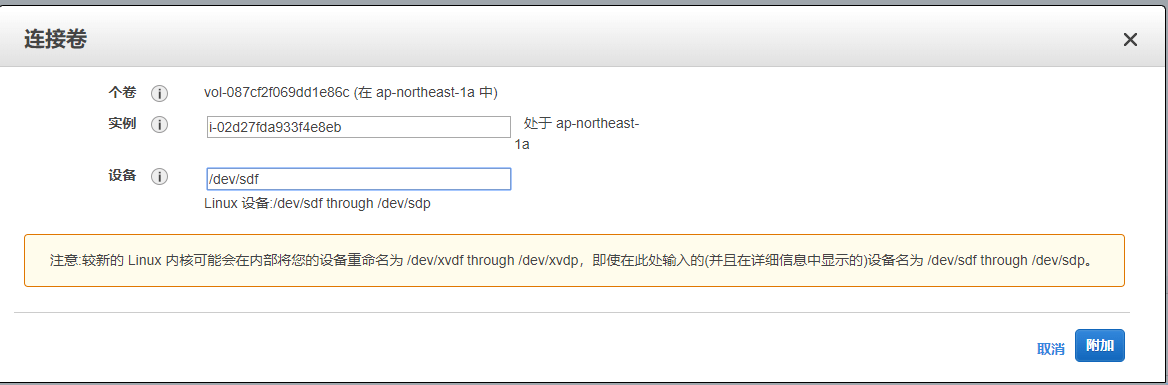 连接卷
个卷 vol-087cf2f069dd1e86c (在 ap-northeast-1a 中)
实例 i-02d27fda933f4e8eb 处于 ap-northeast-
1a
设备 /dev/sdf
Linux 设备:/dev/sdf through /dev/sdp
注意:较新的 Linux 内核可能会在内部将您的设备重命名为 /dev/xvdf through /dev/xvdp，即使在此处输入的(并且在详细信息中显示的)设备名为 /dev/sdf through /dev/sdp。
取消 附加